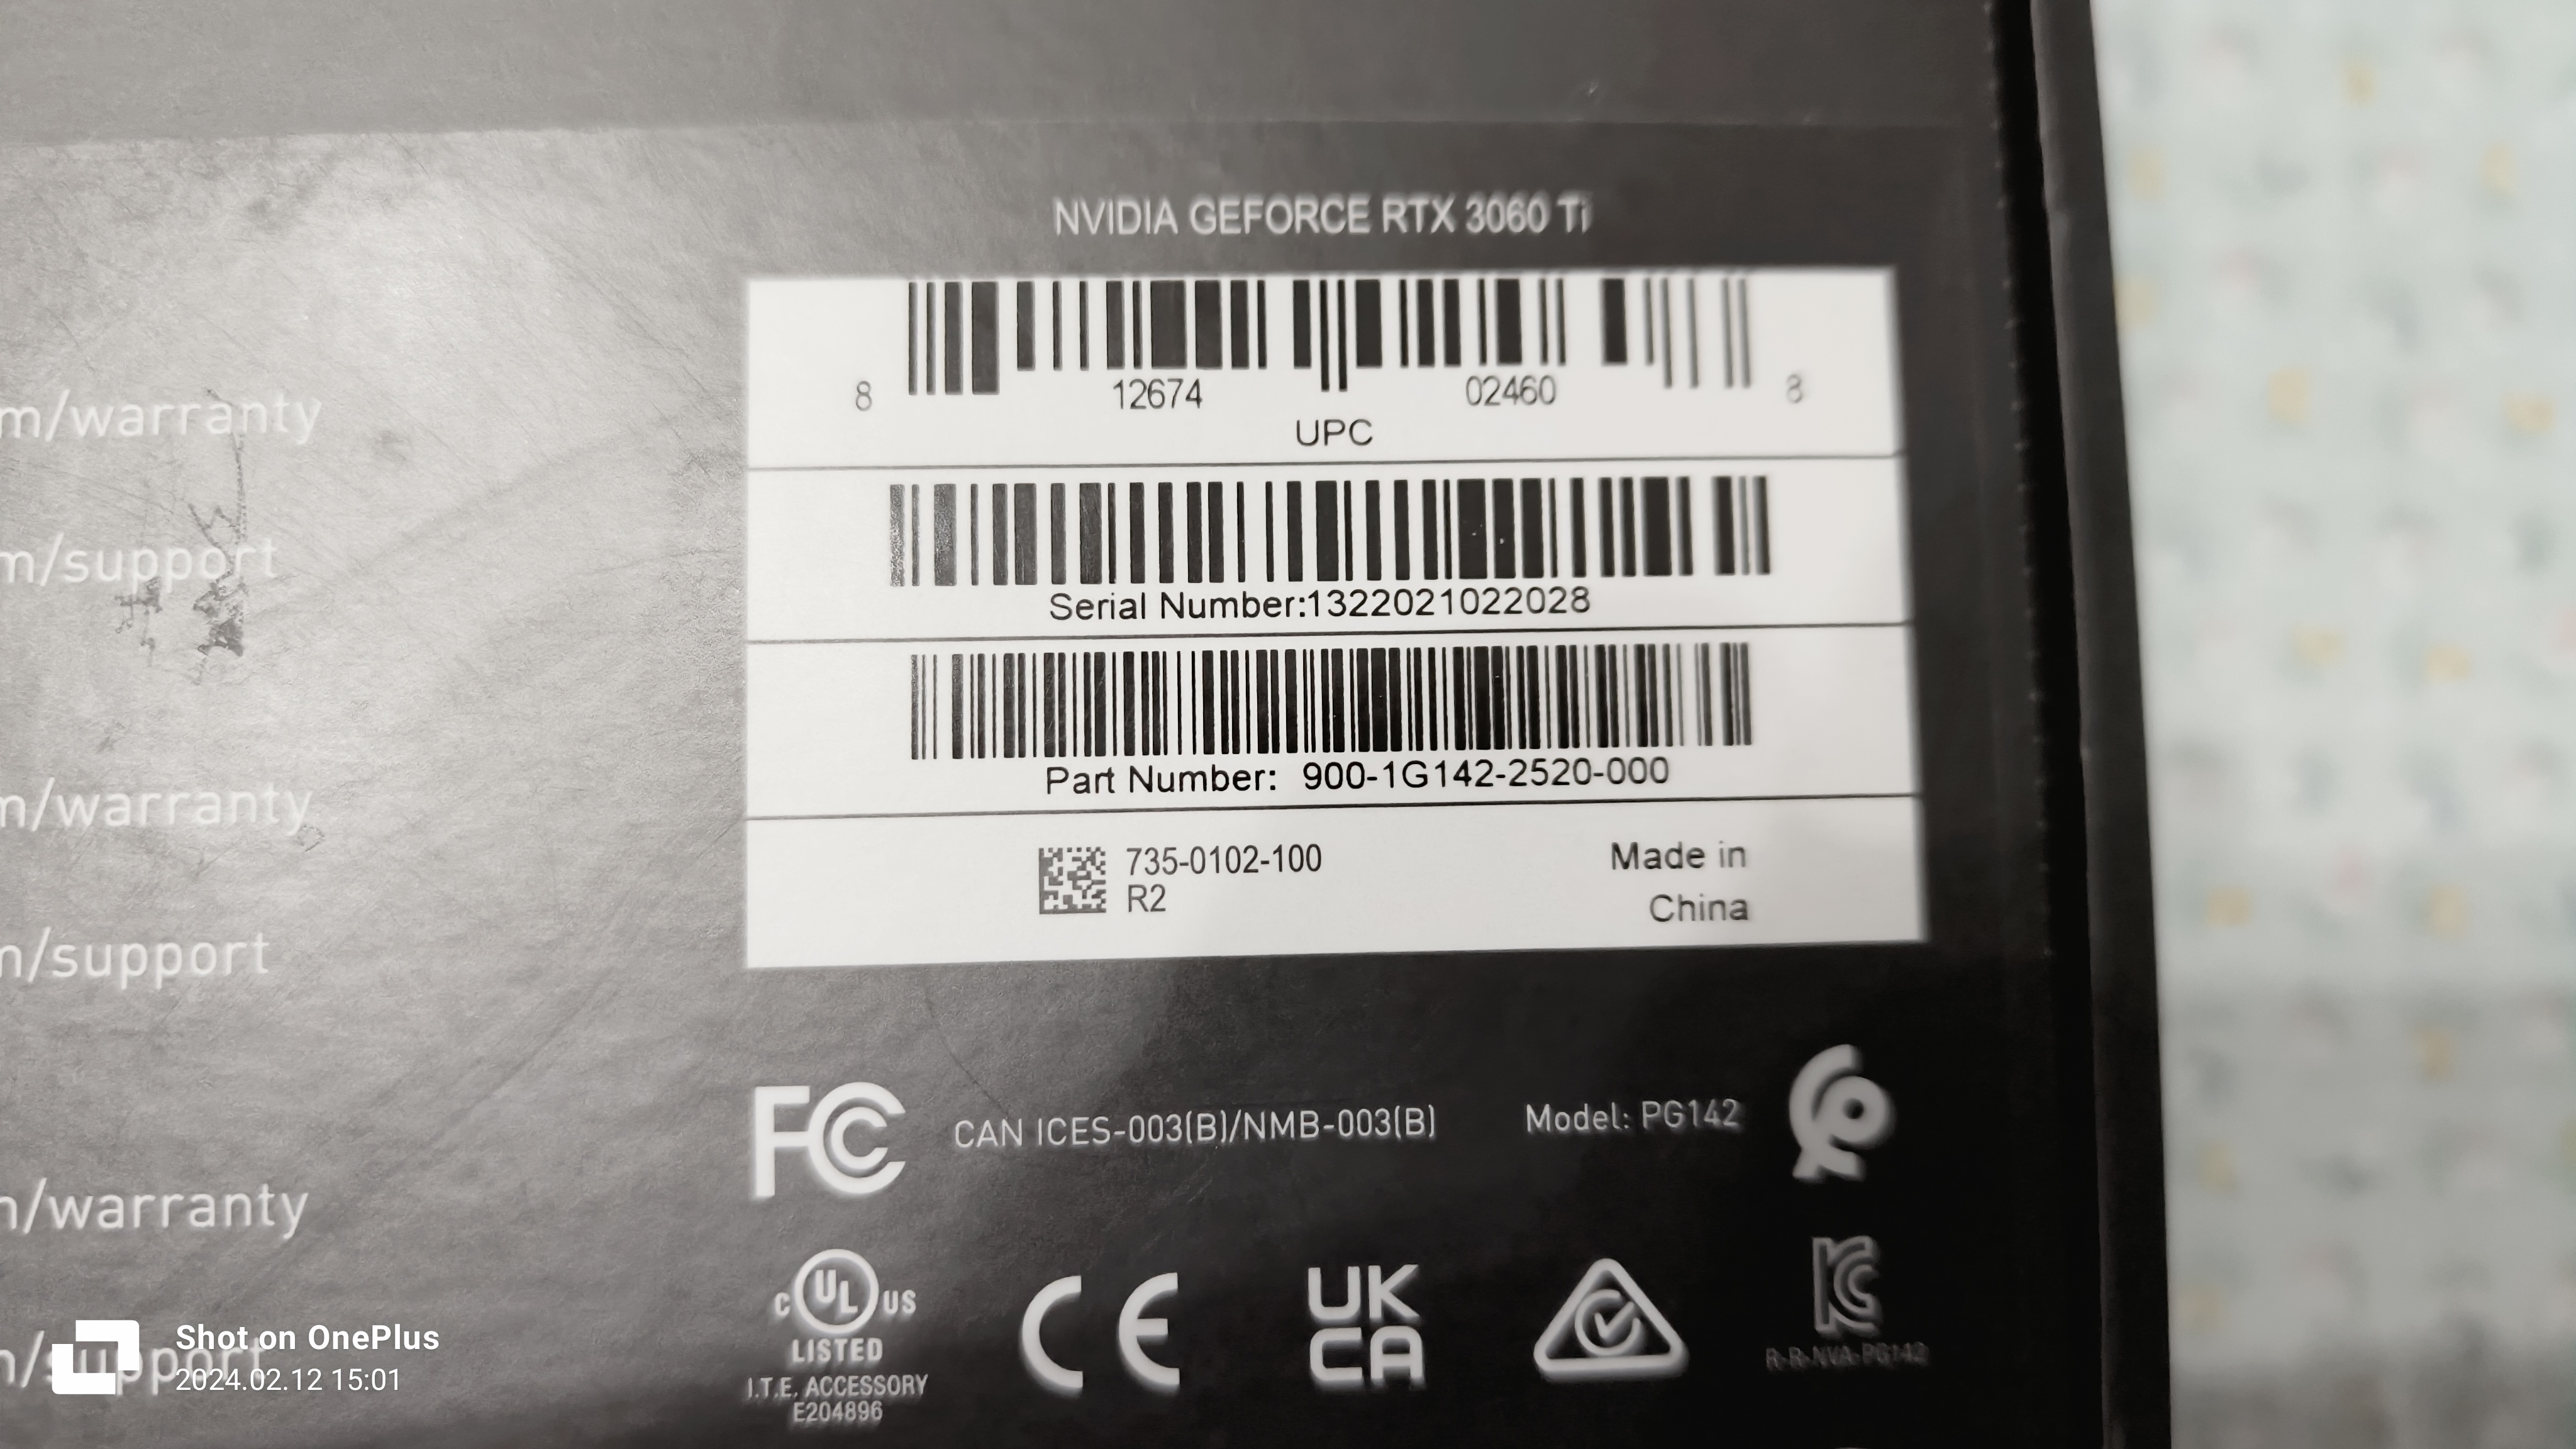 NVIDIA GEFORCE RTX 3060 Ti
8 12674 02460 8
UPC
Serial Number:1322021022028
Part Number: 900-1G142-2520-000
735-0102-100
R2
Made in
China
m/warranty
m/support
n/warranty
n/support
n/warranty
n/support
FC
CAN ICES-003(B)/NMB-003(B)
Model: PG142
C UL US
LISTED
I.T.E. ACCESSORY
E204896
CE
UK
CA
KC
R-R-NVA-PG142
Shot on OnePlus
2024.02.12 15:01